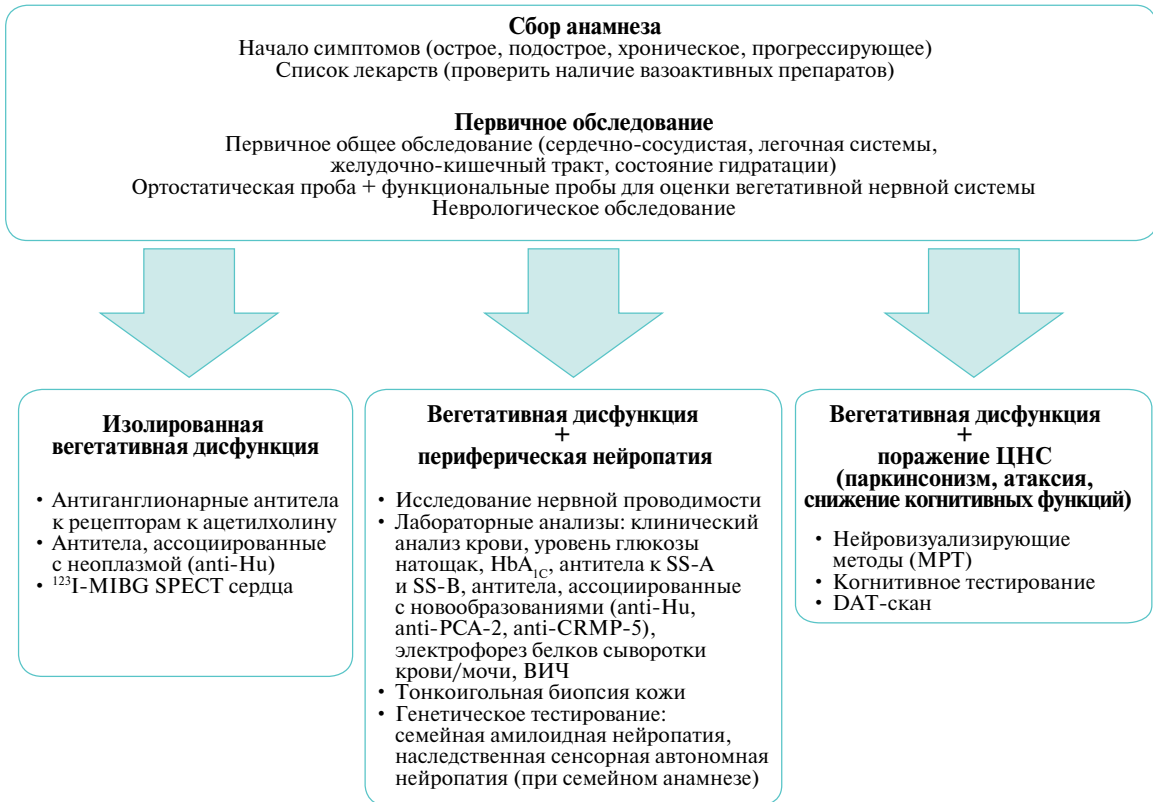 Сбор анамнеза
Начало симптомов (острое, подострое, хроническое, прогрессирующее)
Список лекарств (проверить наличие вазоактивных препаратов)
Первичное обследование
Первичное общее обследование (сердечно-сосудистая, легочная системы,
желудочно-кишечный тракт, состояние гидратации)
Ортостатическая проба + функциональные пробы для оценки вегетативной нервной системы
Неврологическое обследование
Изолированная
вегетативная дисфункция
• Антиганглионарные антитела
к рецепторам к ацетилхолину
• Антитела, ассоциированные
с неоплазмой (anti-Hu)
• ¹²³I-MIBG SPECT сердца
Вегетативная дисфункция
+
периферическая нейропатия
• Исследование нервной проводимости
• Лабораторные анализы: клинический
анализ крови, уровень глюкозы
натощак, HbA1C, антитела к SS-A
и SS-B, антитела, ассоциированные
с новообразованиями (anti-Hu,
anti-PCA-2, anti-CRMP-5),
электрофорез белков сыворотки
крови/мочи, ВИЧ
• Тонкоигольная биопсия кожи
• Генетическое тестирование:
семейная амилоидная нейропатия,
наследственная сенсорная автономная
нейропатия (при семейном анамнезе)
Вегетативная дисфункция
+
поражение ЦНС
(паркинсонизм, атаксия,
снижение когнитивных функций)
• Нейровизуализирующие
методы (МРТ)
• Когнитивное тестирование
• DAT-скан